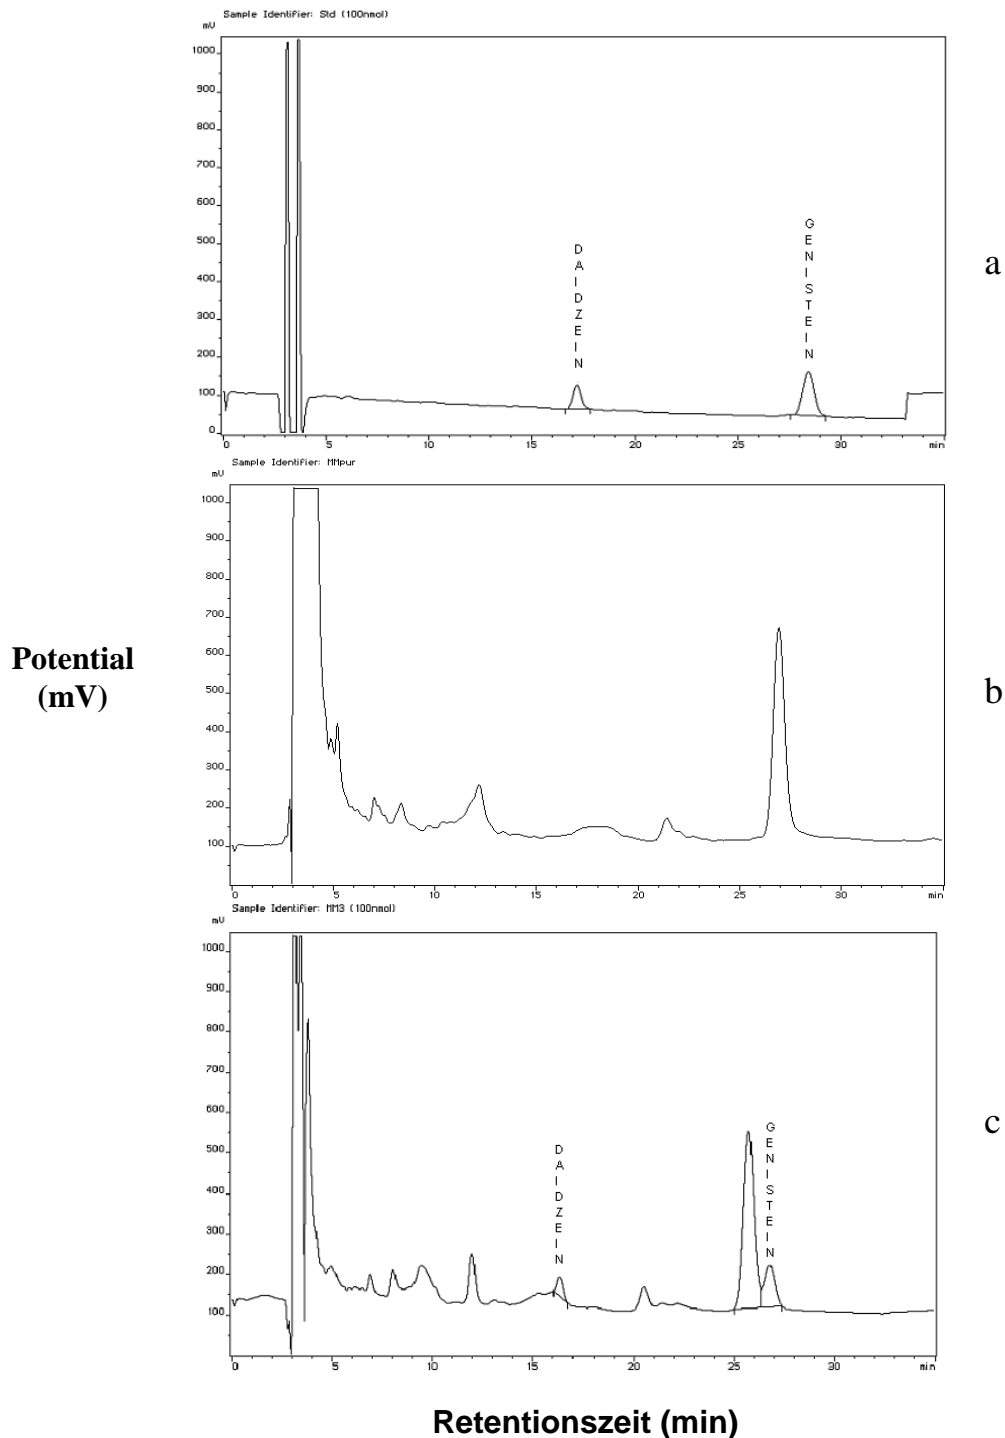 Sample Identifier: Std (100nmol)
mV
1000
900
800
700
600
500
400
300
200
100
0
DAIDZEIN
GENISTEIN
0 5 10 15 20 25 30 min
a
Sample Identifier: MMpur
mV
1000
900
800
700
600
500
400
300
200
100
0 5 10 15 20 25 30 min
Potential
(mV)
b
Sample Identifier: MM3 (100nmol)
mV
1000
900
800
700
600
500
400
300
200
100
DAIDZEIN
GENISTEIN
0 5 10 15 20 25 30 min
c
Retentionszeit (min)